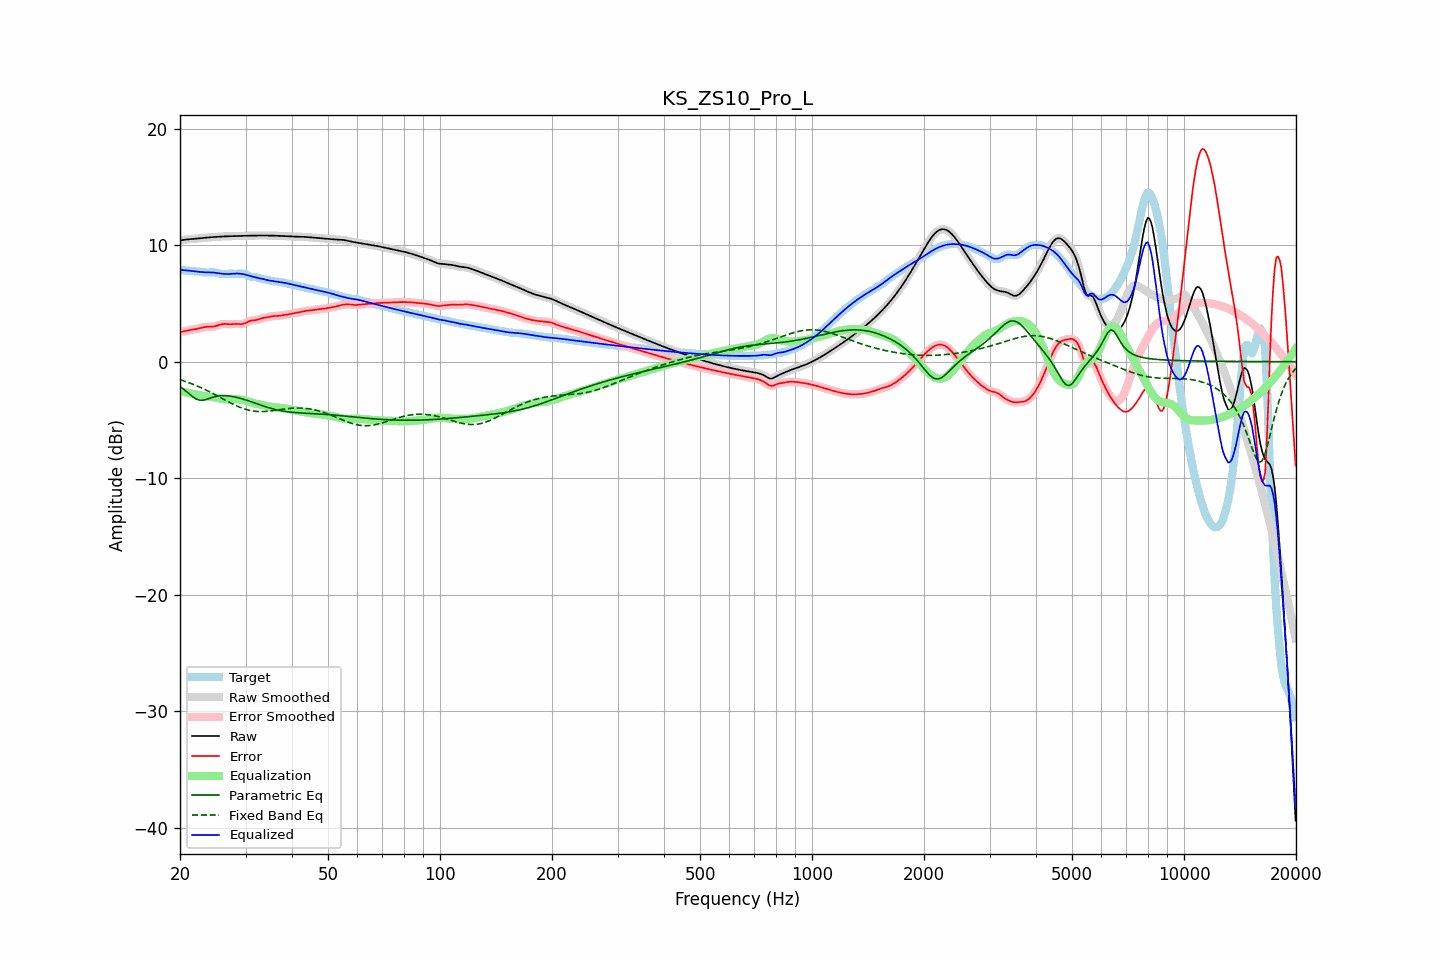 KS_ZS10_Pro_L
20
10
0
−10
−20
−30
−40
Amplitude (dBr)
Target
Raw Smoothed
Error Smoothed
Raw
Error
Equalization
Parametric Eq
Fixed Band Eq
Equalized
20 50 100 200 500 1000 2000 5000 10000 20000
Frequency (Hz)